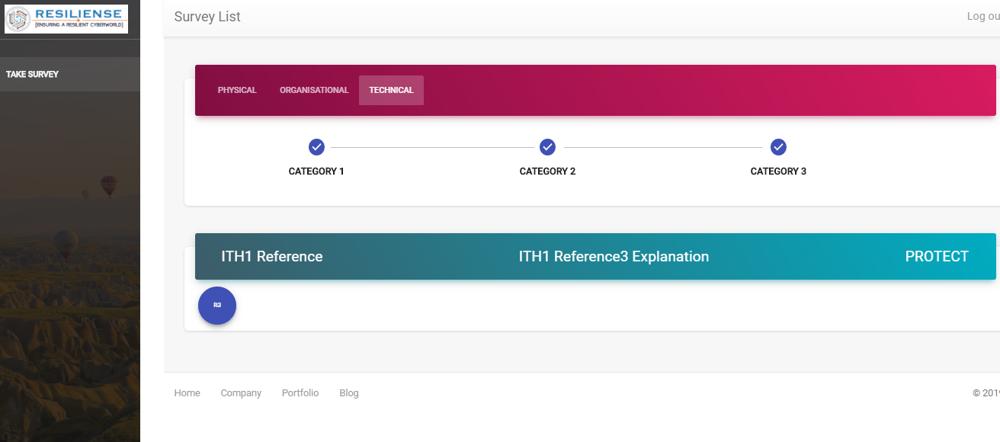 RESILIENSE
[ENSURING A RESILIENT CYBERWORLD]
TAKE SURVEY
Survey List
Log ou
PHYSICAL
ORGANISATIONAL
TECHNICAL
CATEGORY 1
CATEGORY 2
CATEGORY 3
ITH1 Reference
ITH1 Reference3 Explanation
PROTECT
R3
Home
Company
Portfolio
Blog
© 2019